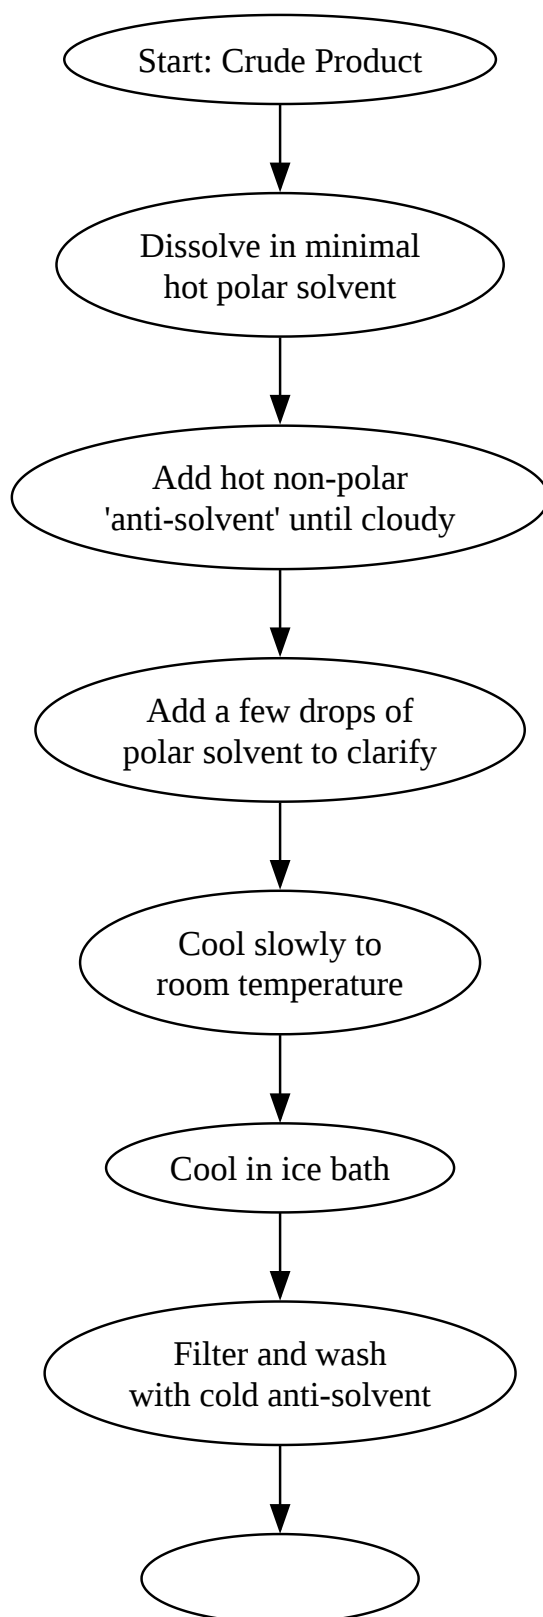 Start: Crude Product
Dissolve in minimal
hot polar solvent
Add hot non-polar
'anti-solvent' until cloudy
Add a few drops of
polar solvent to clarify
Cool slowly to
room temperature
Cool in ice bath
Filter and wash
with cold anti-solvent